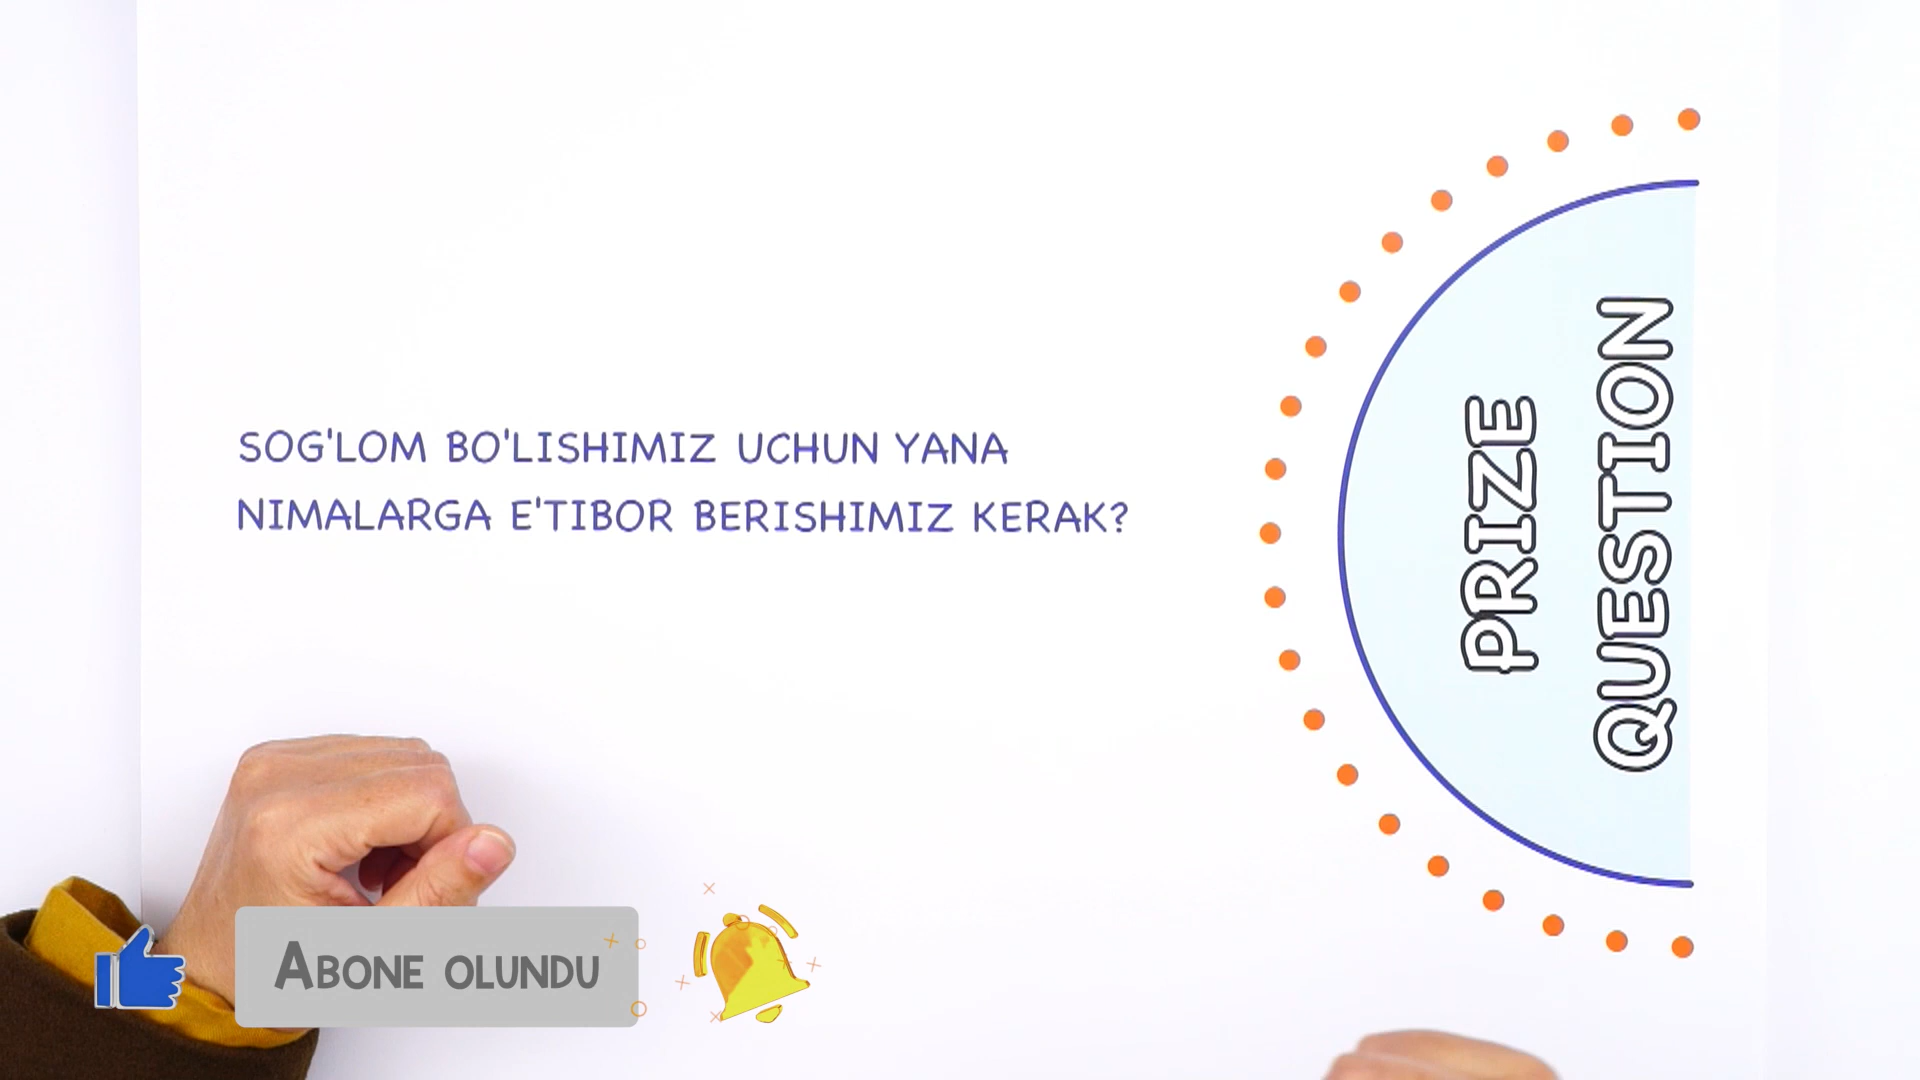 SOG'LOM BO'LISHIMIZ UCHUN YANA
NIMALARGA E'TIBOR BERISHIMIZ KERAK?
PRIZE
QUESTION
ABONE OLUNDU